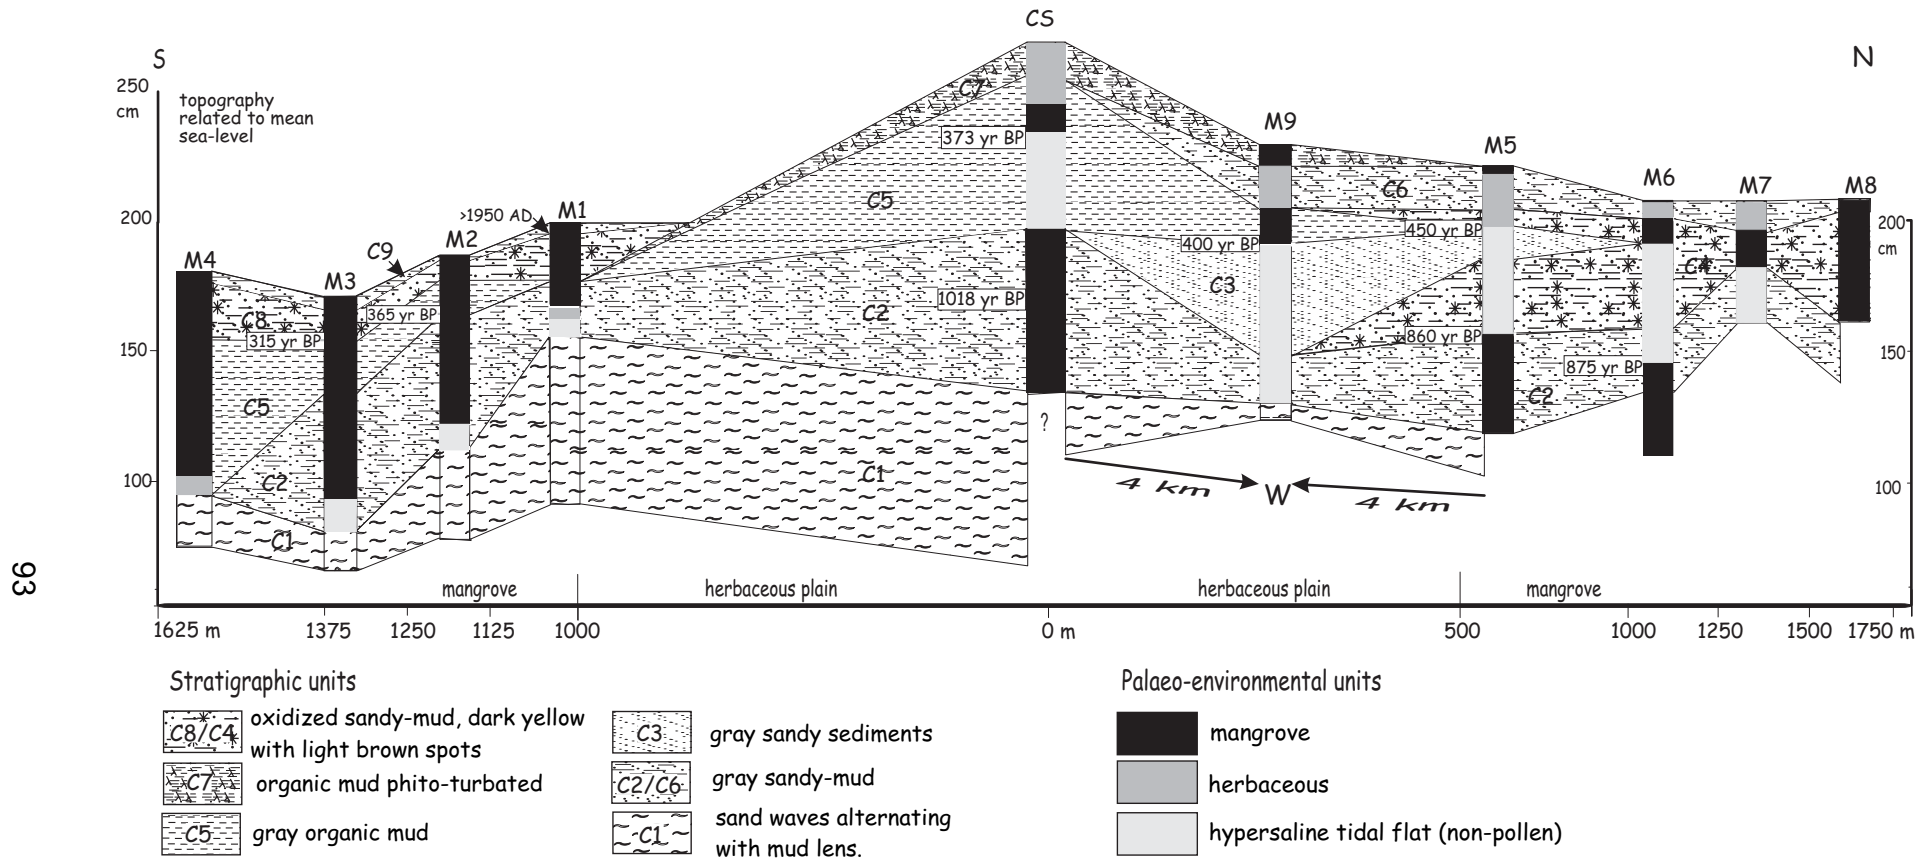 CS
S
N
250
cm
topography
related to mean
sea-level
C7
M9
373 yr BP
M5
M6
M7
M8
C6
C5
200
>1950 AD
M1
200
cm
450 yr BP
400 yr BP
C9
M2
M4
M3
C4
C3
1018 yr BP
365 yr BP
C2
C8
315 yr BP
860 yr BP
150
150
875 yr BP
C5
C2
?
C1
100
C2
100
4 km
W
4 km
C1
93
mangrove
herbaceous plain
herbaceous plain
mangrove
1625 m
1375
1250
1125
1000
0 m
500
1000
1250
1500
1750 m
Stratigraphic units
C8/C4
oxidized sandy-mud, dark yellow
with light brown spots
C7
organic mud phito-turbated
C5
gray organic mud
C3
gray sandy sediments
C2/C6
gray sandy-mud
C1
sand waves alternating
with mud lens.
Palaeo-environmental units
mangrove
herbaceous
hypersaline tidal flat (non-pollen)